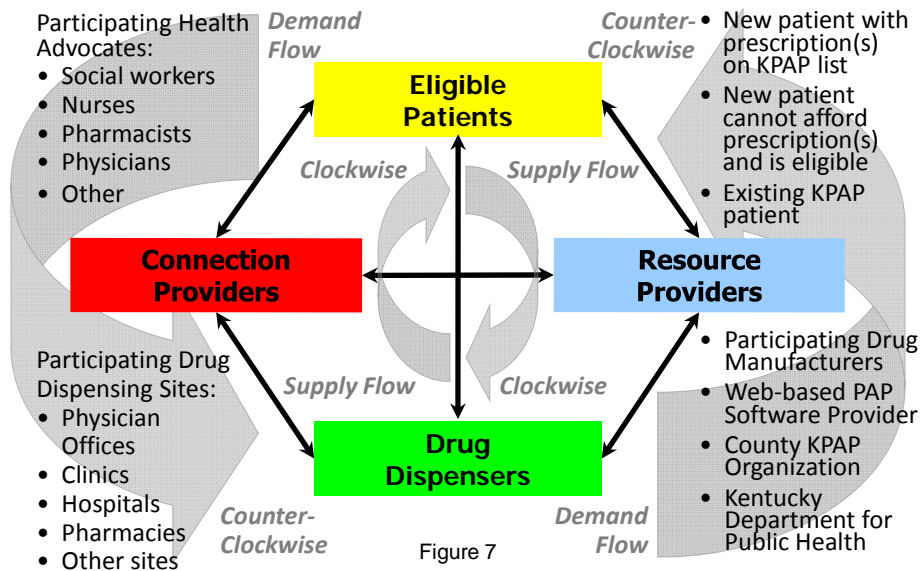 Participating Health
Advocates:
• Social workers
• Nurses
• Pharmacists
• Physicians
• Other
Demand
Flow
Counter-
Clockwise
• New patient with
prescription(s)
on KPAP list
• New patient
cannot afford
prescription(s)
and is eligible
• Existing KPAP
patient
Eligible
Patients
Clockwise
Supply Flow
Connection
Providers
Resource
Providers
Participating Drug
Dispensing Sites:
• Physician
Offices
• Clinics
• Hospitals
• Pharmacies
• Other sites
Supply Flow
Clockwise
• Participating Drug
Manufacturers
• Web-based PAP
Software Provider
• County KPAP
Organization
• Kentucky
Department for
Public Health
Drug
Dispensers
Counter-
Clockwise
Demand
Flow
Figure 7